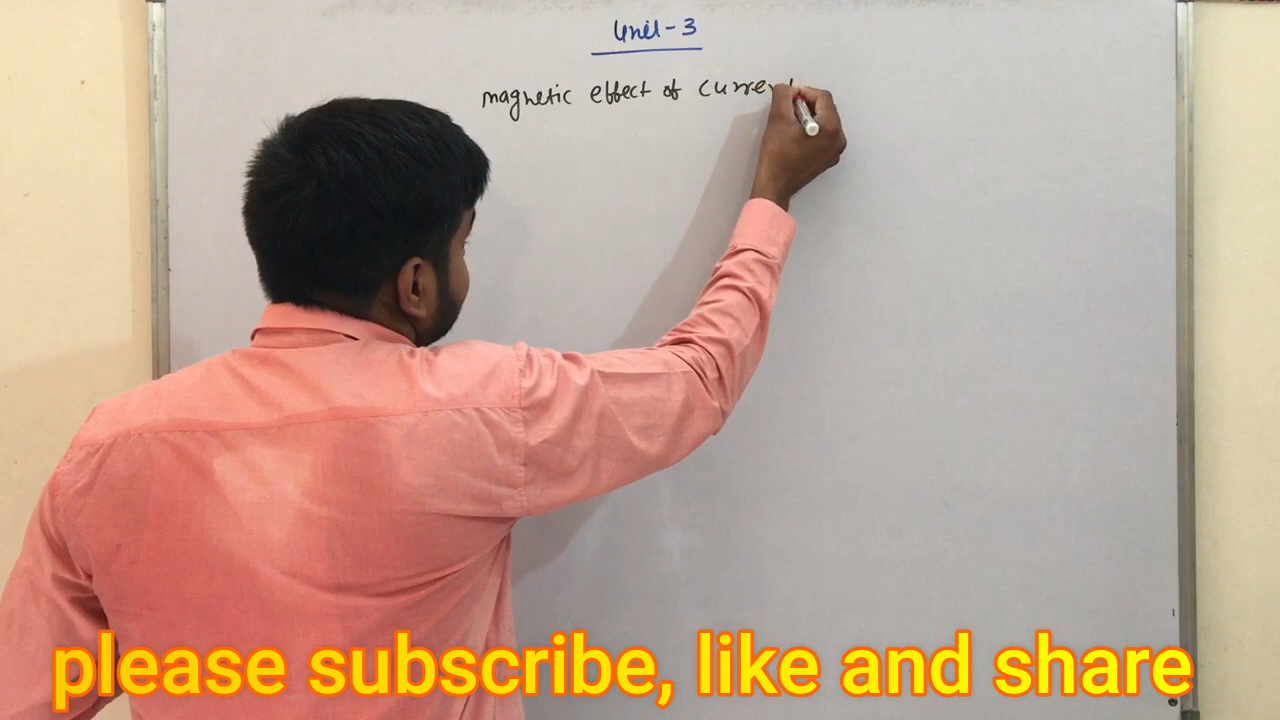 Unit-3
magnetic effect of current
please subscribe, like and share